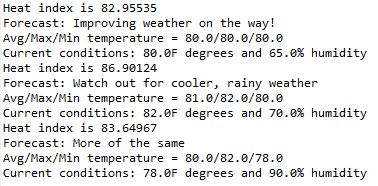 Heat index is 82.95535
Forecast: Improving weather on the way!
Avg/Max/Min temperature = 80.0/80.0/80.0
Current conditions: 80.0F degrees and 65.0% humidity
Heat index is 86.90124
Forecast: Watch out for cooler, rainy weather
Avg/Max/Min temperature = 81.0/82.0/80.0
Current conditions: 82.0F degrees and 70.0% humidity
Heat index is 83.64967
Forecast: More of the same
Avg/Max/Min temperature = 80.0/82.0/78.0
Current conditions: 78.0F degrees and 90.0% humidity